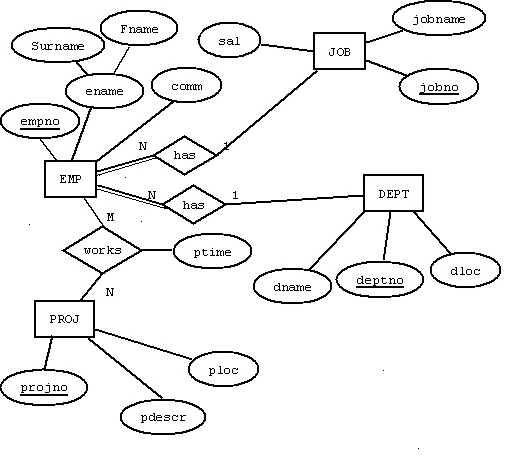 Fname
jobname
Surname
sal
JOB
ename
comm
jobno
empno
N
1
has
EMP
N
1
DEPT
has
M
works
ptime
dname
deptno
dloc
N
PROJ
ploc
projno
pdescr